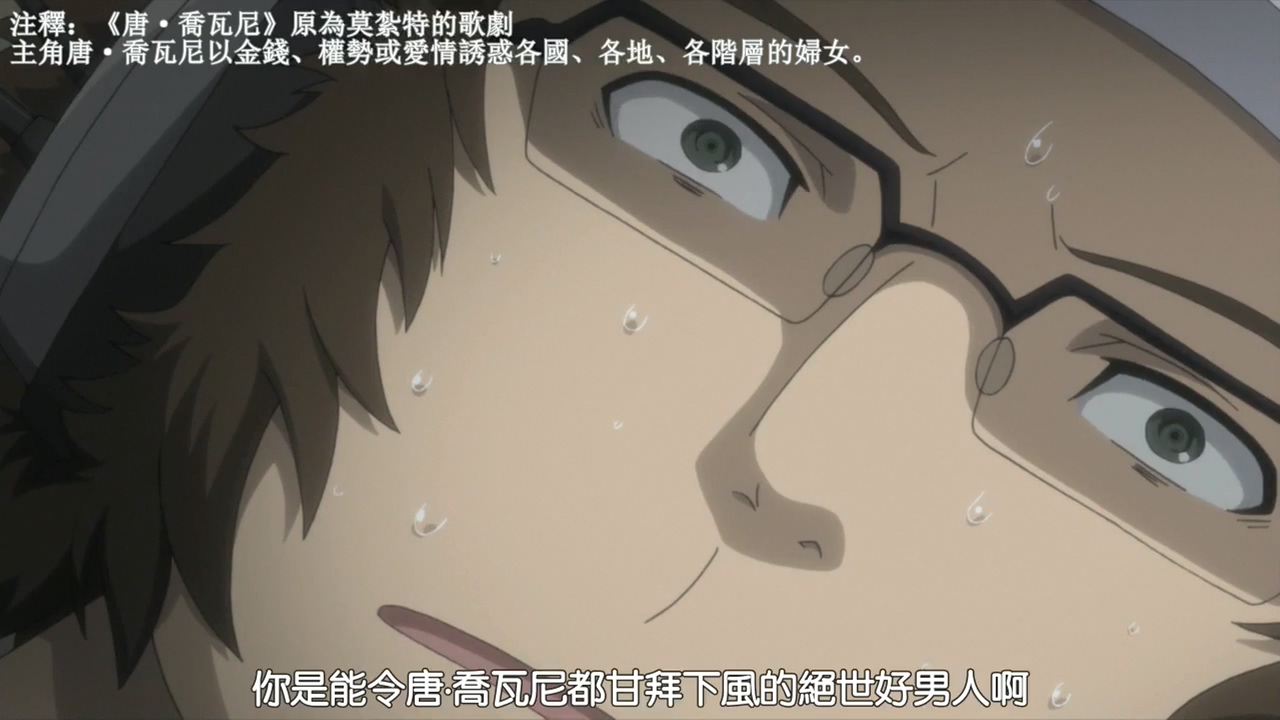 注釋：《唐·喬瓦尼》原為莫紮特的歌劇
主角唐·喬瓦尼以金錢、權勢或愛情誘惑各國、各地、各階層的婦女。
你是能令唐·喬瓦尼都甘拜下風的絕世好男人啊